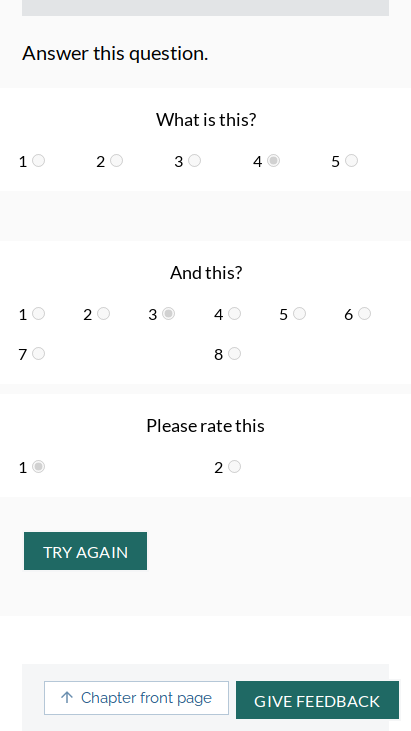 Answer this question.
What is this?
1 2 3 4 5
And this?
1 2 3 4 5 6
7 8
Please rate this
1 2
TRY AGAIN
Chapter front page
GIVE FEEDBACK